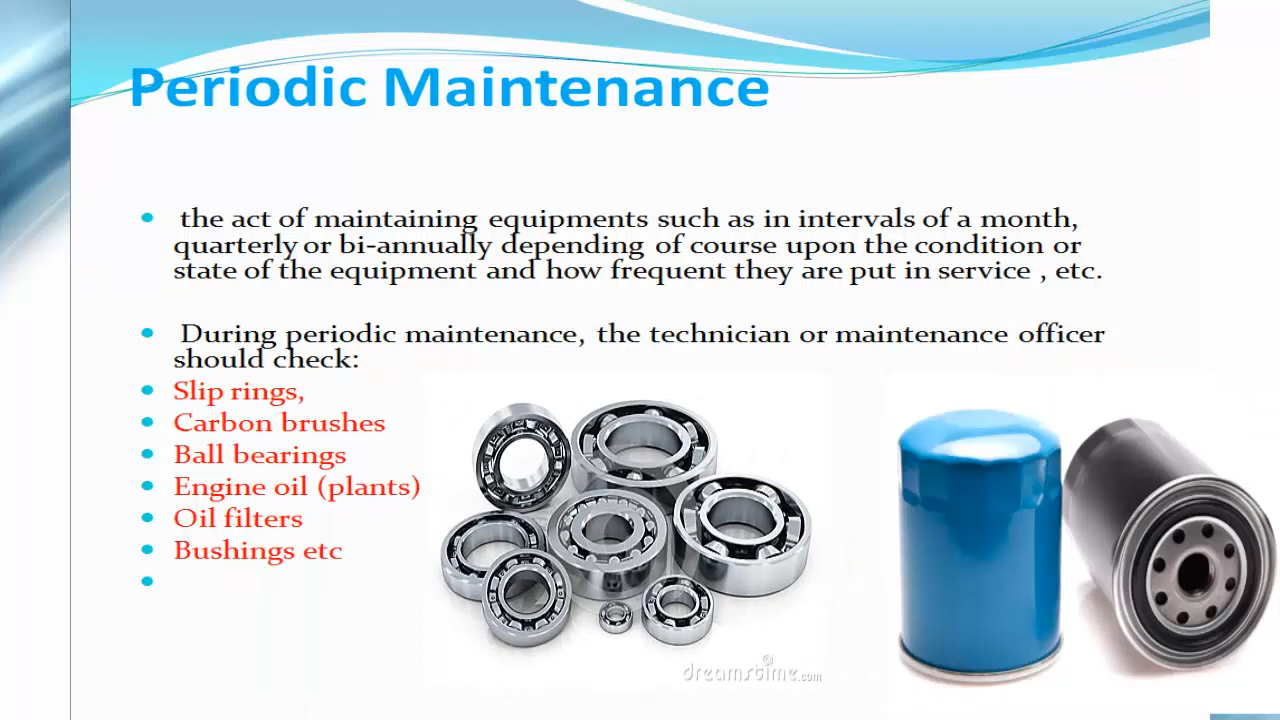 Periodic Maintenance
the act of maintaining equipments such as in intervals of a month,
quarterly or bi-annually depending of course upon the condition or
state of the equipment and how frequent they are put in service , etc.
During periodic maintenance, the technician or maintenance officer
should check:
Slip rings,
Carbon brushes
Ball bearings
Engine oil (plants)
Oil filters
Bushings etc
dreamstime.com